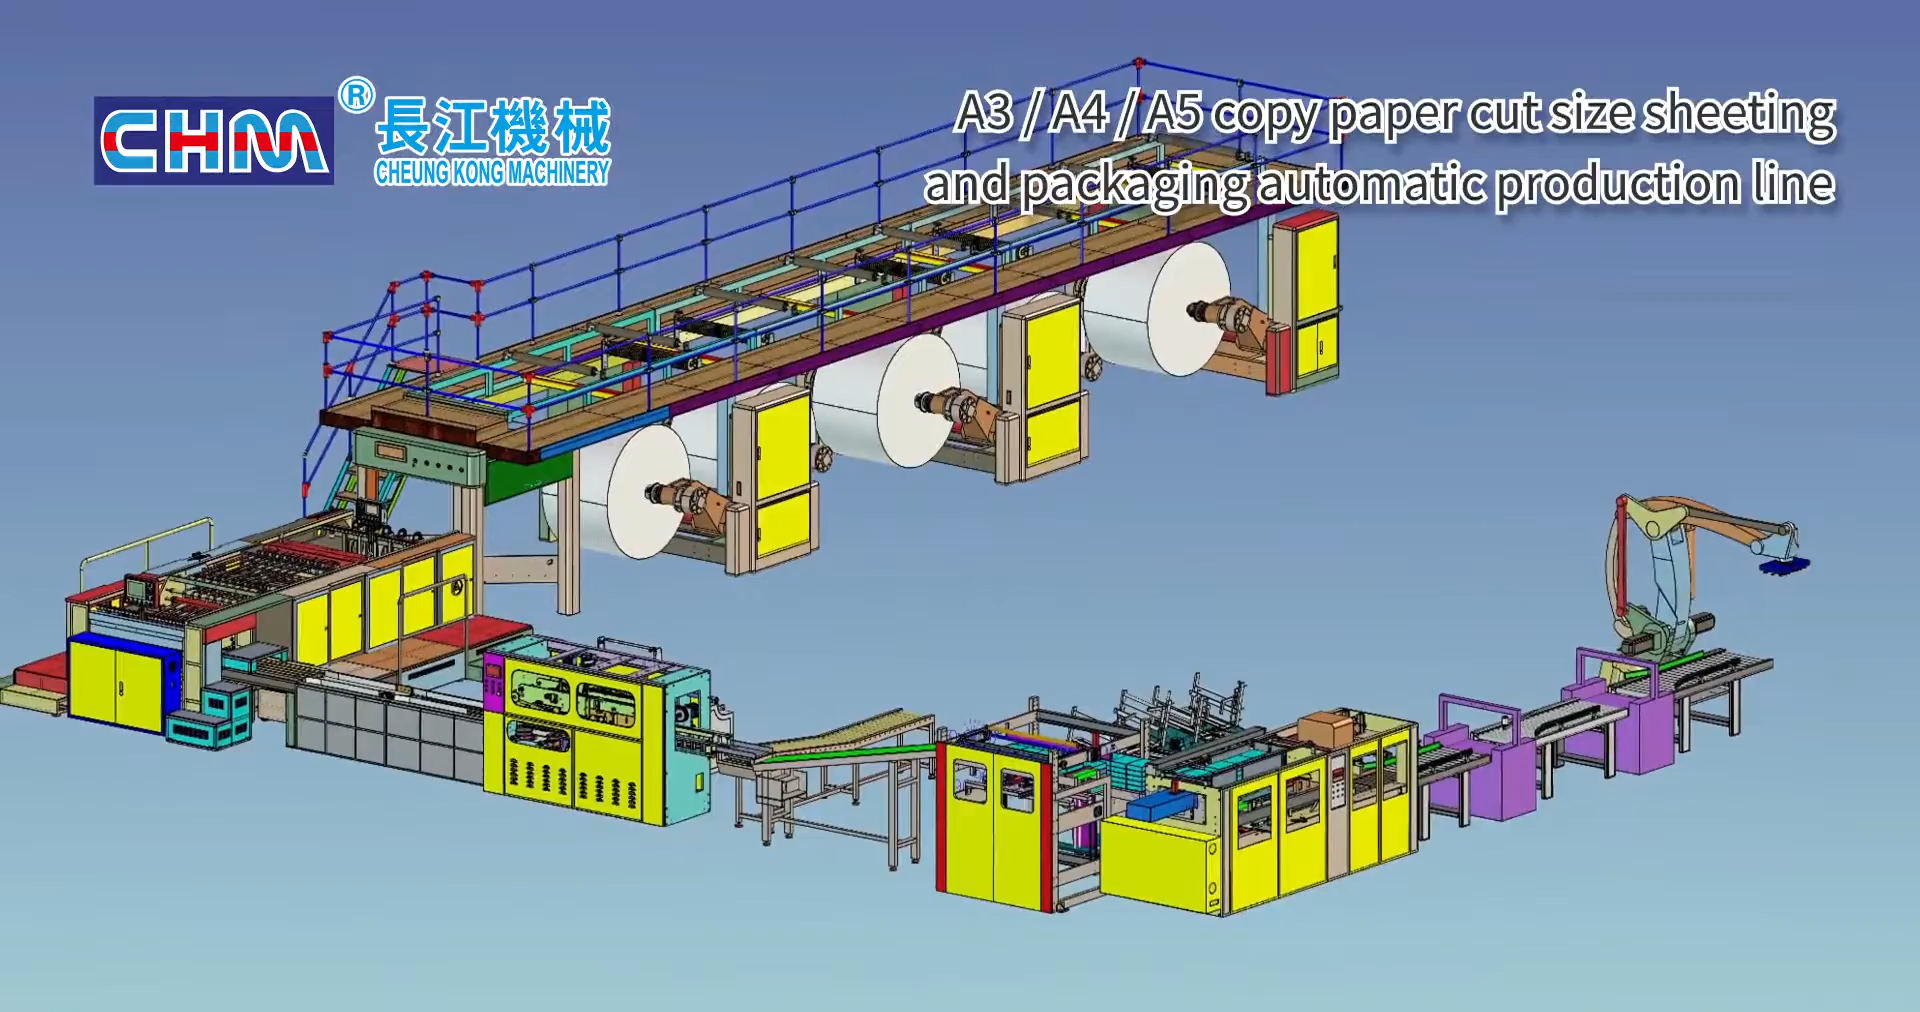 CHM®
長江機械
CHEUNG KONG MACHINERY
A3 / A4 / A5 copy paper cut size sheeting
and packaging automatic production line